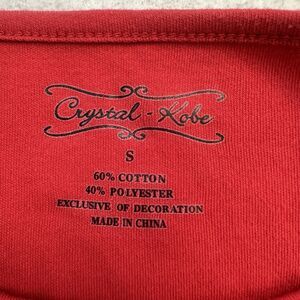 Crystal - Kobe
S
60% COTTON
40% POLYESTER
EXCLUSIVE OF DECORATION
MADE IN CHINA